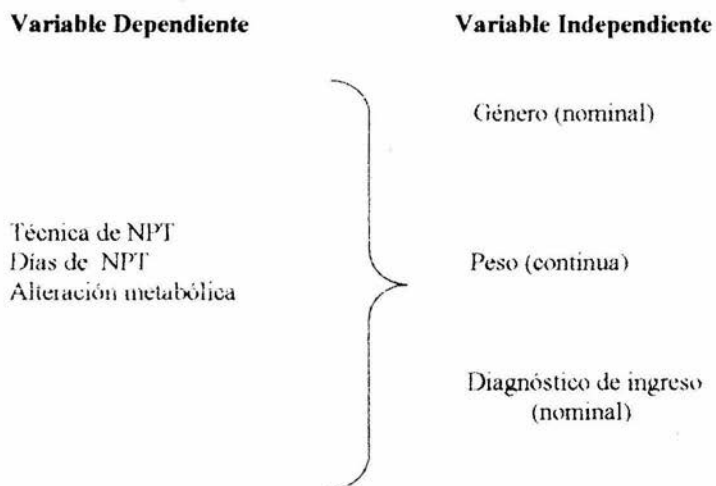 Variable Dependiente
Variable Independiente
Género (nominal)
Técnica de NPT
Días de NPT
Alteración metabólica
Peso (continua)
Diagnóstico de ingreso
(nominal)